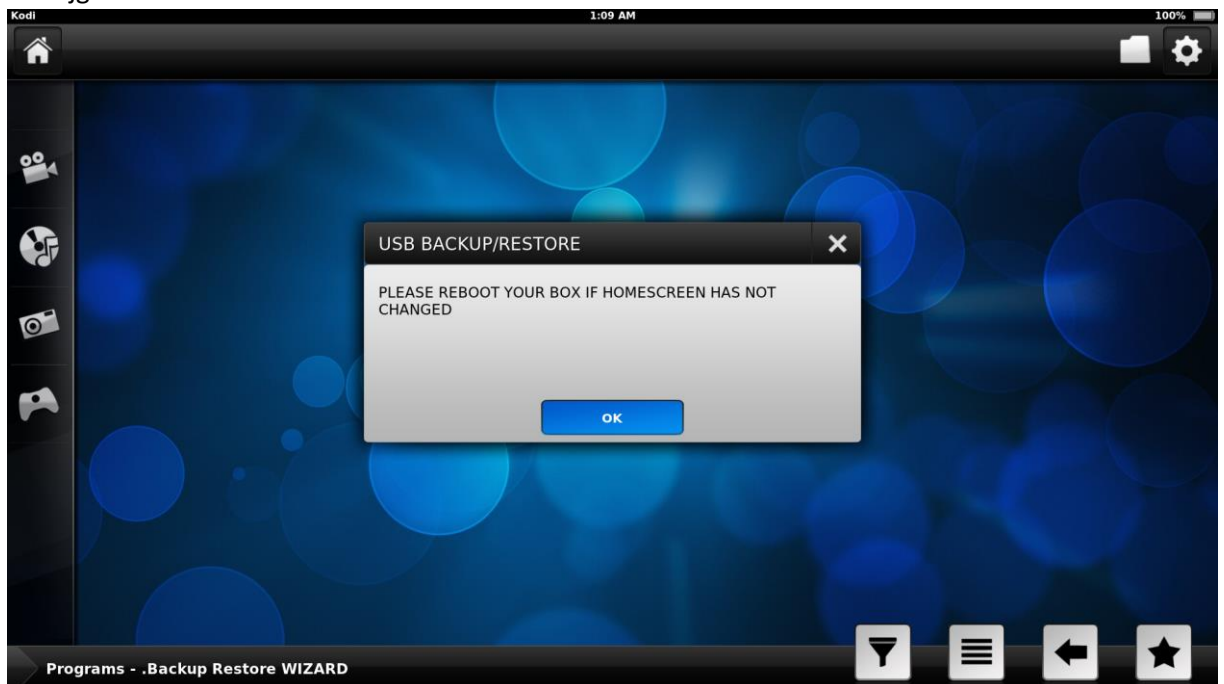 Kodi
1:09 AM
100%
USB BACKUP/RESTORE
PLEASE REBOOT YOUR BOX IF HOMESCREEN HAS NOT
CHANGED
OK
Programs - .Backup Restore WIZARD